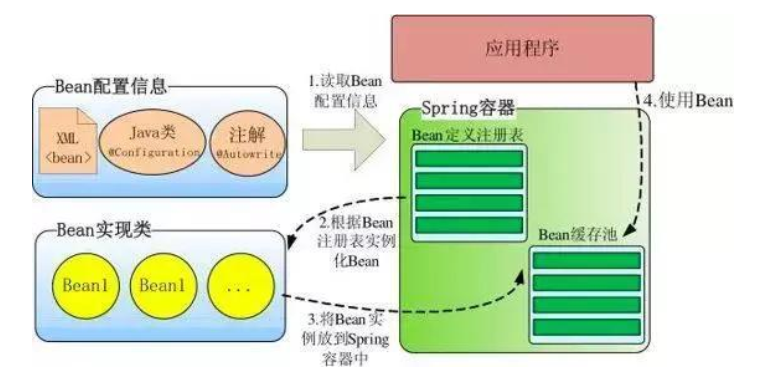 应用程序
Bean配置信息
1.读取Bean
配置信息
XML
<bean>
Java类
@Configuration
注解
@Autowrite
Spring容器
4.使用Bean
Bean定义注册表
Bean实现类
2.根据Bean
注册表实例
化Bean
Bean缓存池
Bean1
Bean1
...
3.将Bean实
例放到Spring
容器中